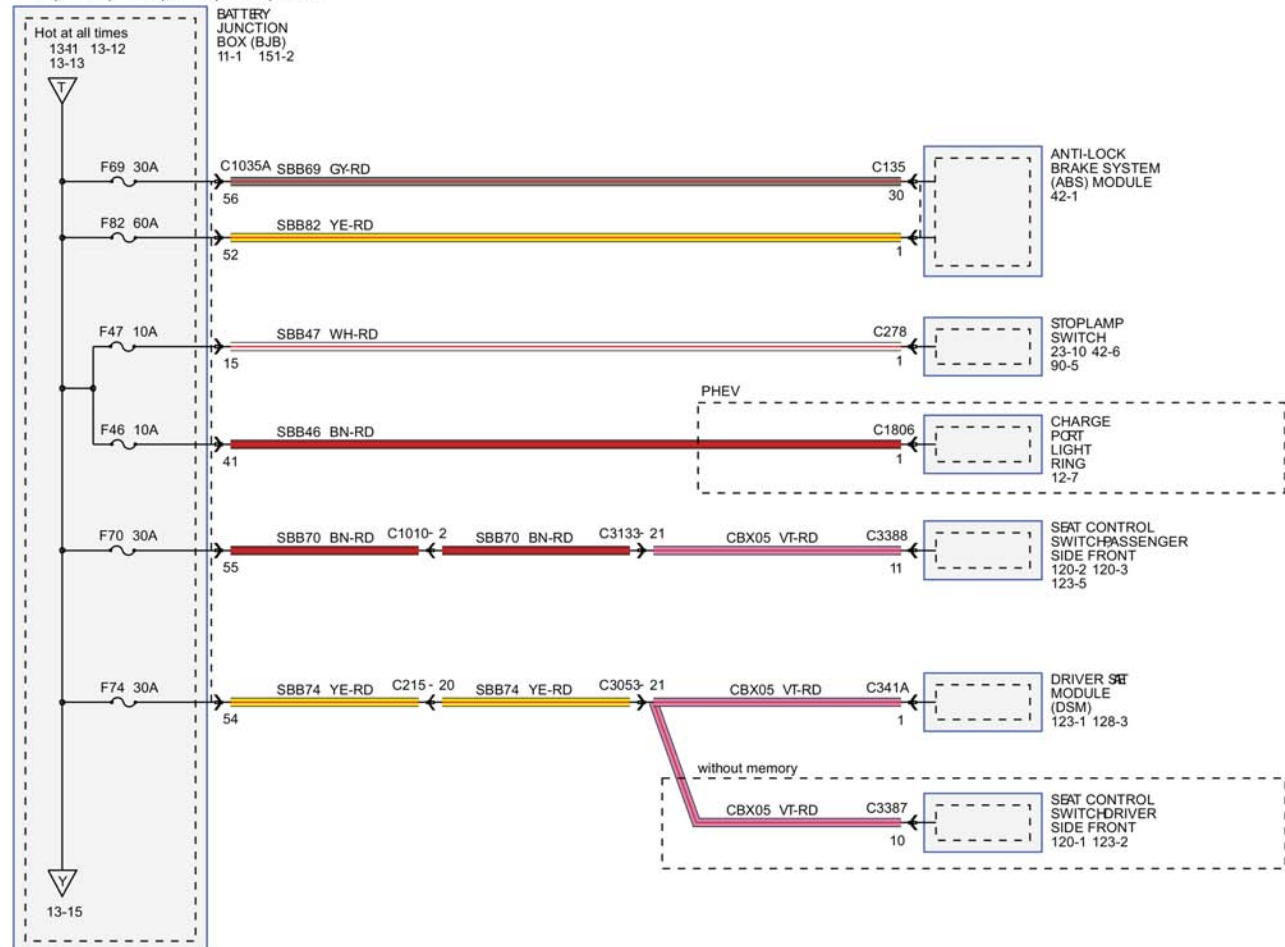 BATTERY
JUNCTION
BOX (BJB)
11-1 151-2
Hot at all times
13-11 13-12
13-13
T
F69 30A
C1035A SBB69 GY-RD
C135
56
30
ANTI-LOCK
BRAKE SYSTEM
(ABS) MODULE
42-1
F82 60A
SBB82 YE-RD
52
1
F47 10A
SBB47 WH-RD
C278
15
1
STOPLAMP
SWITCH
23-10 42-6
90-5
PHEV
F46 10A
SBB46 BN-RD
C1806
41
1
CHARGE
PORT
LIGHT
RING
12-7
F70 30A
SBB70 BN-RD C1010- 2 SBB70 BN-RD C3133- 21 CBX05 VT-RD C3388
55
11
SEAT CONTROL
SWITCHPASSENGER
SIDE FRONT
120-2 120-3
123-5
F74 30A
SBB74 YE-RD C215 - 20 SBB74 YE-RD C3053- 21 CBX05 VT-RD C341A
54
1
DRIVER SEAT
MODULE
(DSM)
123-1 128-3
without memory
CBX05 VT-RD C3387
10
SEAT CONTROL
SWITCHDRIVER
SIDE FRONT
120-1 123-2
Y
13-15